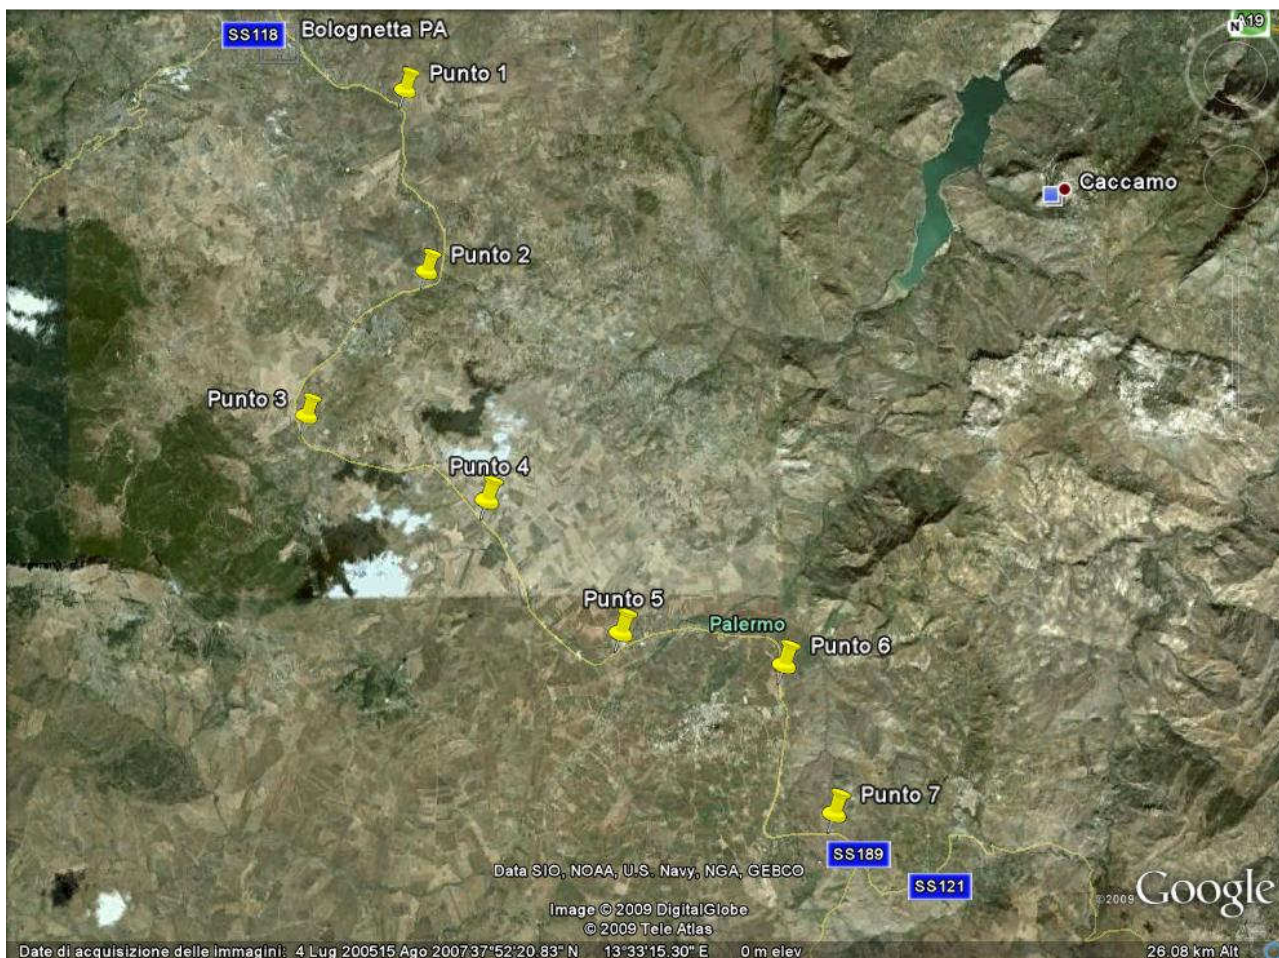 SS118
Bolognetta PA
A19
N
Punto 1
Caccamo
Punto 2
Punto 3
Punto 4
Punto 5
Palermo
Punto 6
Punto 7
SS189
SS121
Data SIO, NOAA, U.S. Navy, NGA, GEBCO
Image © 2009 DigitalGlobe
© 2009 Tele Atlas
©2009 Google
Date di acquisizione delle immagini: 4 Lug 200515 Ago 2007 37°52'20.83" N 13°33'15.30" E 0 m elev 26.08 km Alt